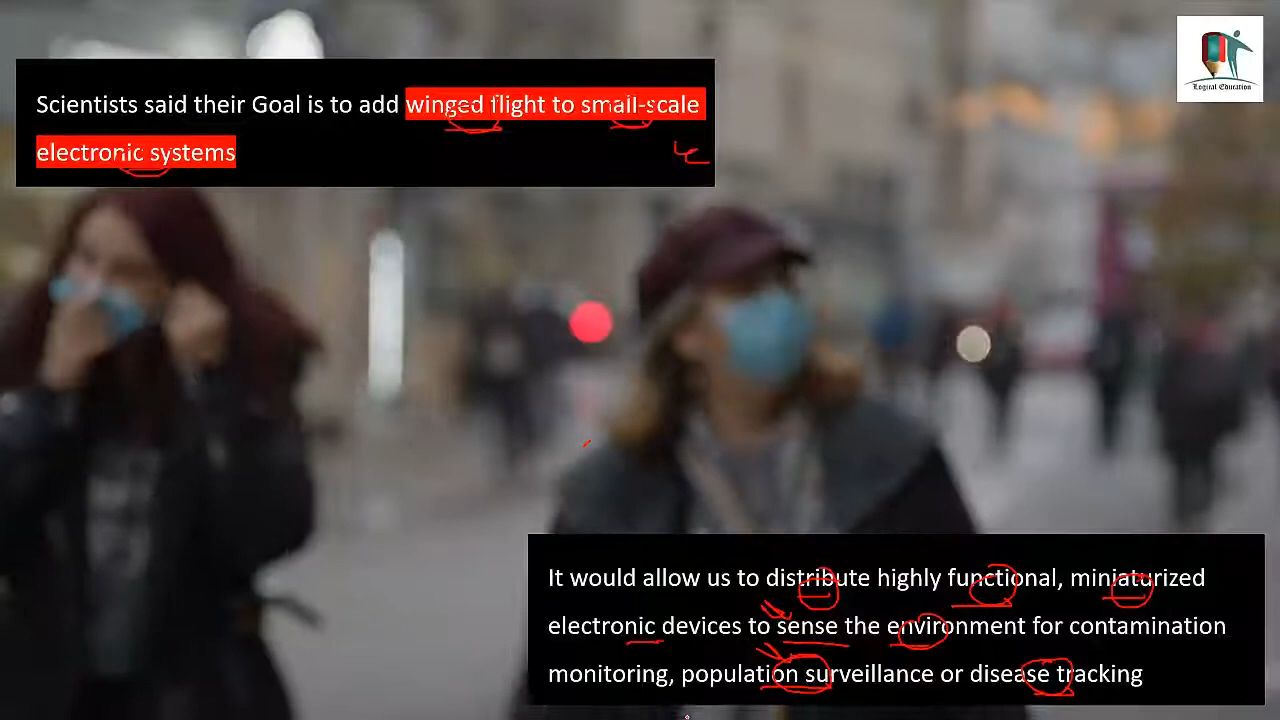 Logical Education
Scientists said their Goal is to add winged flight to small-scale
electronic systems
It would allow us to distribute highly functional, miniaturized
electronic devices to sense the environment for contamination
monitoring, population surveillance or disease tracking